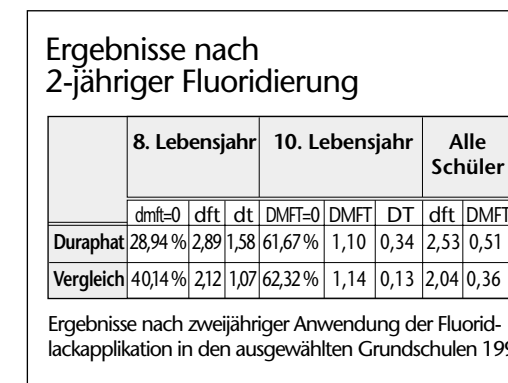 Ergebnisse nach
2-jähriger Fluoridierung
8. Lebensjahr 10. Lebensjahr Alle
Schüler
dmft=0 dft dt DMFT=0 DMFT DT dft DMFT
Duraphat 28,94 % 2,89 1,58 61,67% 1,10 0,34 2,53 0,51
Vergleich 40,14 % 2,12 1,07 62,32% 1,14 0,13 2,04 0,36
Ergebnisse nach zweijähriger Anwendung der Fluorid-
lackapplikation in den ausgewählten Grundschulen